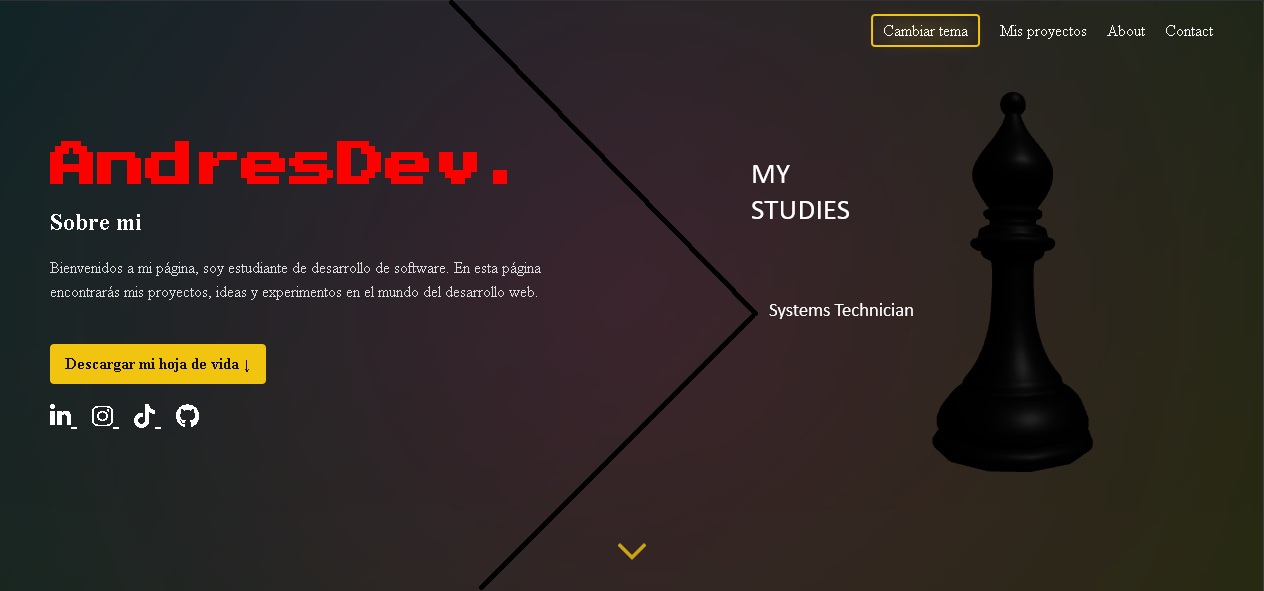 Cambiar tema Mis proyectos About Contact
AndresDev.
Sobre mi
Bienvenidos a mi página, soy estudiante de desarrollo de software. En esta página
encontrarás mis proyectos, ideas y experimentos en el mundo del desarrollo web.
Descargar mi hoja de vida ↓
MY
STUDIES
Systems Technician